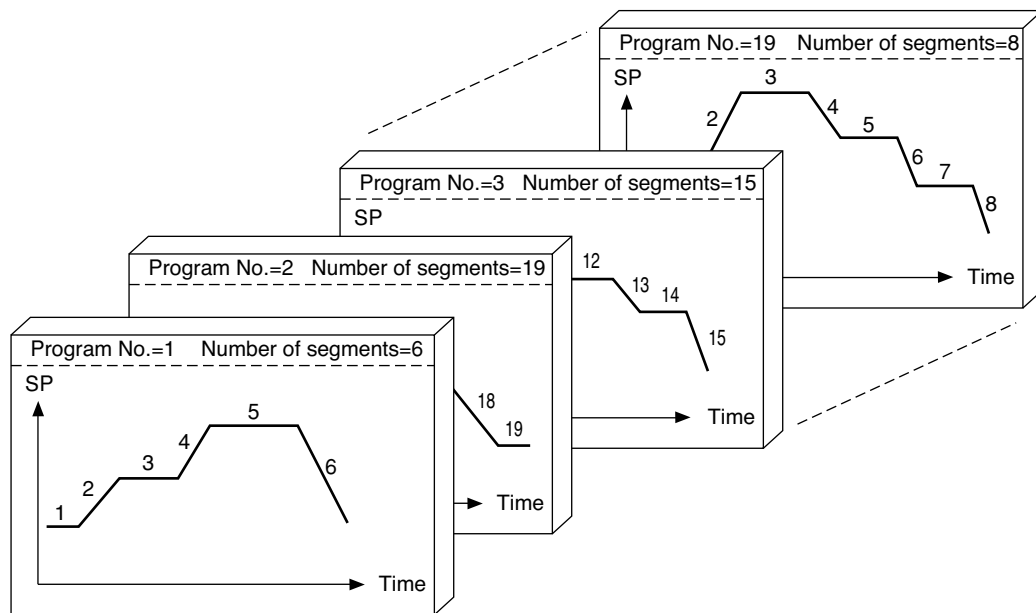 Program No.=19 Number of segments=8
SP
2
3
4
5
6
7
8
Time
Program No.=3 Number of segments=15
SP
12
13
14
15
Time
Program No.=2 Number of segments=19
18
19
Time
Program No.=1 Number of segments=6
SP
1
2
3
4
5
6
Time